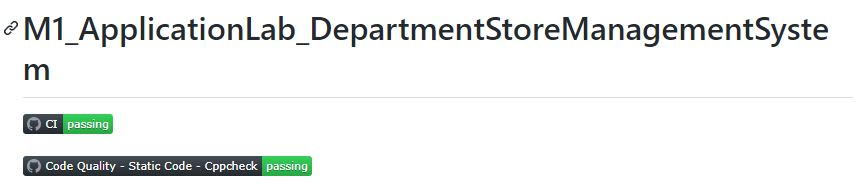 M1_ApplicationLab_DepartmentStoreManagementSyste
m
CI passing
Code Quality - Static Code - Cppcheck passing